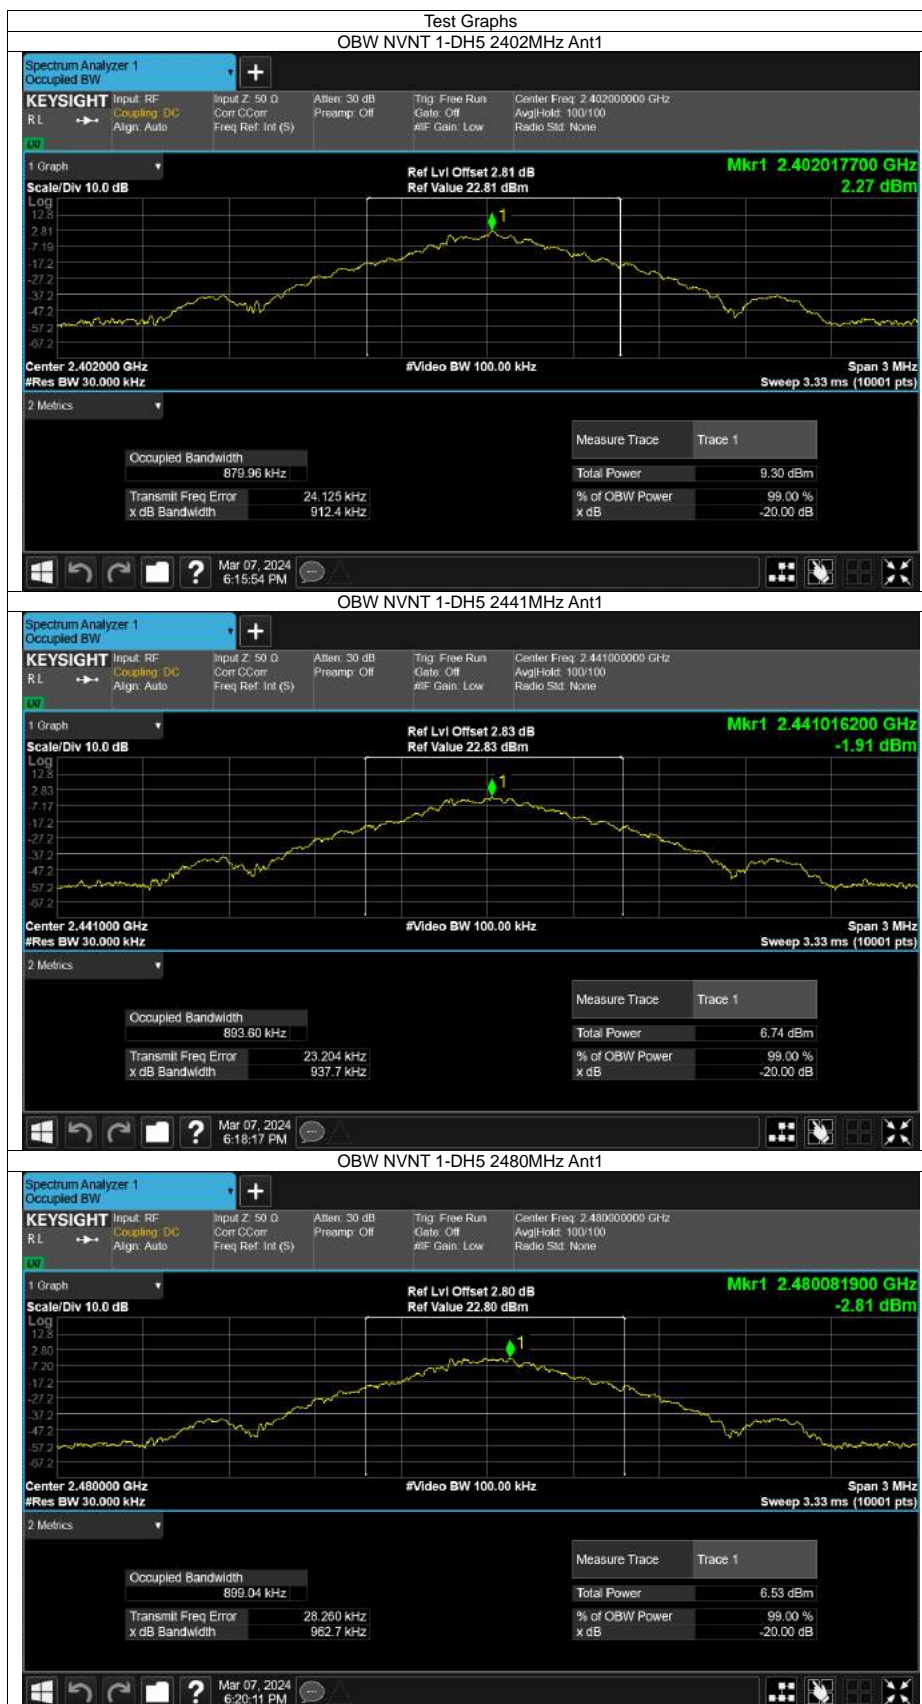 Test Graphs
OBW NVNT 1-DH5 2402MHz Ant1
Spectrum Analyzer 1
Occupied BW
KEYSIGHT Input: RF Input Z: 50 Ω Atten: 30 dB Trig: Free Run Center Freq: 2.402000000 GHz
RL Coupling: DC Corr CCorr Preamp: Off Gate: Off Avg|Hold: 100/100
Align: Auto Freq Ref: Int (S) #IF Gain: Low Radio Std: None
LXI
1 Graph Ref Lvl Offset 2.81 dB Mkr1 2.402017700 GHz
Scale/Div 10.0 dB Ref Value 22.81 dBm 2.27 dBm
Log
12.8
1
2.81
-7.19
-17.2
-27.2
-37.2
-47.2
-57.2
-67.2
Center 2.402000 GHz #Video BW 100.00 kHz Span 3 MHz
#Res BW 30.000 kHz Sweep 3.33 ms (10001 pts)
2 Metrics
Measure Trace Trace 1
Occupied Bandwidth
879.96 kHz Total Power 9.30 dBm
Transmit Freq Error 24.125 kHz % of OBW Power 99.00 %
x dB Bandwidth 912.4 kHz x dB -20.00 dB
Mar 07, 2024
6:15:54 PM
OBW NVNT 1-DH5 2441MHz Ant1
Spectrum Analyzer 1
Occupied BW
KEYSIGHT Input: RF Input Z: 50 Ω Atten: 30 dB Trig: Free Run Center Freq: 2.441000000 GHz
RL Coupling: DC Corr CCorr Preamp: Off Gate: Off Avg|Hold: 100/100
Align: Auto Freq Ref: Int (S) #IF Gain: Low Radio Std: None
LXI
1 Graph Ref Lvl Offset 2.83 dB Mkr1 2.441016200 GHz
Scale/Div 10.0 dB Ref Value 22.83 dBm -1.91 dBm
Log
12.8
1
2.83
-7.17
-17.2
-27.2
-37.2
-47.2
-57.2
-67.2
Center 2.441000 GHz #Video BW 100.00 kHz Span 3 MHz
#Res BW 30.000 kHz Sweep 3.33 ms (10001 pts)
2 Metrics
Measure Trace Trace 1
Occupied Bandwidth
893.60 kHz Total Power 6.74 dBm
Transmit Freq Error 23.204 kHz % of OBW Power 99.00 %
x dB Bandwidth 937.7 kHz x dB -20.00 dB
Mar 07, 2024
6:18:17 PM
OBW NVNT 1-DH5 2480MHz Ant1
Spectrum Analyzer 1
Occupied BW
KEYSIGHT Input: RF Input Z: 50 Ω Atten: 30 dB Trig: Free Run Center Freq: 2.480000000 GHz
RL Coupling: DC Corr CCorr Preamp: Off Gate: Off Avg|Hold: 100/100
Align: Auto Freq Ref: Int (S) #IF Gain: Low Radio Std: None
LXI
1 Graph Ref Lvl Offset 2.80 dB Mkr1 2.480081900 GHz
Scale/Div 10.0 dB Ref Value 22.80 dBm -2.81 dBm
Log
12.8
1
2.80
-7.20
-17.2
-27.2
-37.2
-47.2
-57.2
-67.2
Center 2.480000 GHz #Video BW 100.00 kHz Span 3 MHz
#Res BW 30.000 kHz Sweep 3.33 ms (10001 pts)
2 Metrics
Measure Trace Trace 1
Occupied Bandwidth
899.04 kHz Total Power 6.53 dBm
Transmit Freq Error 28.260 kHz % of OBW Power 99.00 %
x dB Bandwidth 962.7 kHz x dB -20.00 dB
Mar 07, 2024
6:20:11 PM